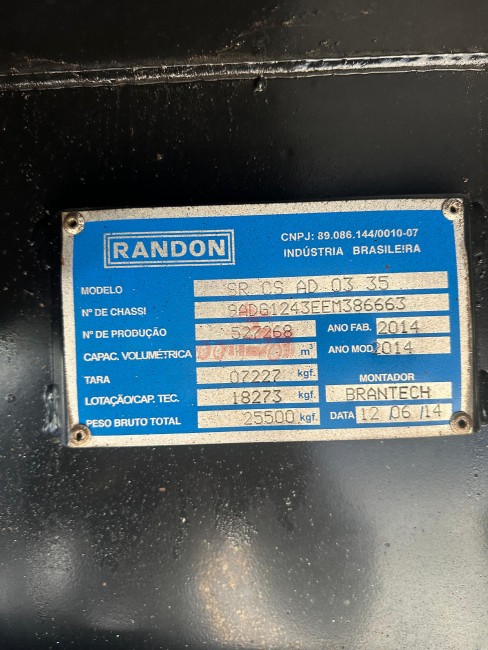 RANDON
CNPJ: 89.086.144/0010-07
INDÚSTRIA BRASILEIRA
MODELO SR CS AD 03 35
Nº DE CHASSI 9ADG1243EEM386663
Nº DE PRODUÇÃO 527268 ANO FAB. 2014
CAPAC. VOLUMÉTRICA m³ ANO MOD. 2014
TARA 07227 kgf. MONTADOR
LOTAÇÃO/CAP. TEC. 18273 kgf. BRANTECH
PESO BRUTO TOTAL 25500 kgf. DATA 12 /06 /14